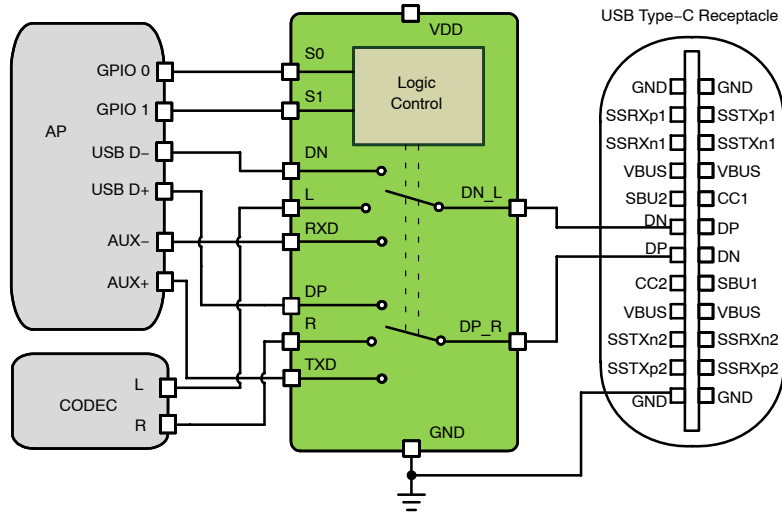 USB Type−C Receptacle
AP
GPIO 0
GPIO 1
USB D−
USB D+
AUX−
AUX+
CODEC
L
R
VDD
S0
S1
Logic
Control
DN
L
RXD
DP
R
TXD
DN_L
DP_R
GND
GND GND
SSRXp1 SSTXp1
SSRXn1 SSTXn1
VBUS VBUS
SBU2 CC1
DN DP
DP DN
CC2 SBU1
VBUS VBUS
SSTXn2 SSRXn2
SSTXp2 SSRXp2
GND GND